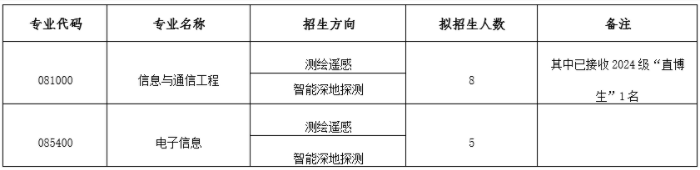 专业代码 专业名称 招生方向 拟招生人数 备注
081000 信息与通信工程 测绘遥感 8 其中已接收2024级“直博
智能深地探测 生”1名
085400 电子信息 测绘遥感 5
智能深地探测